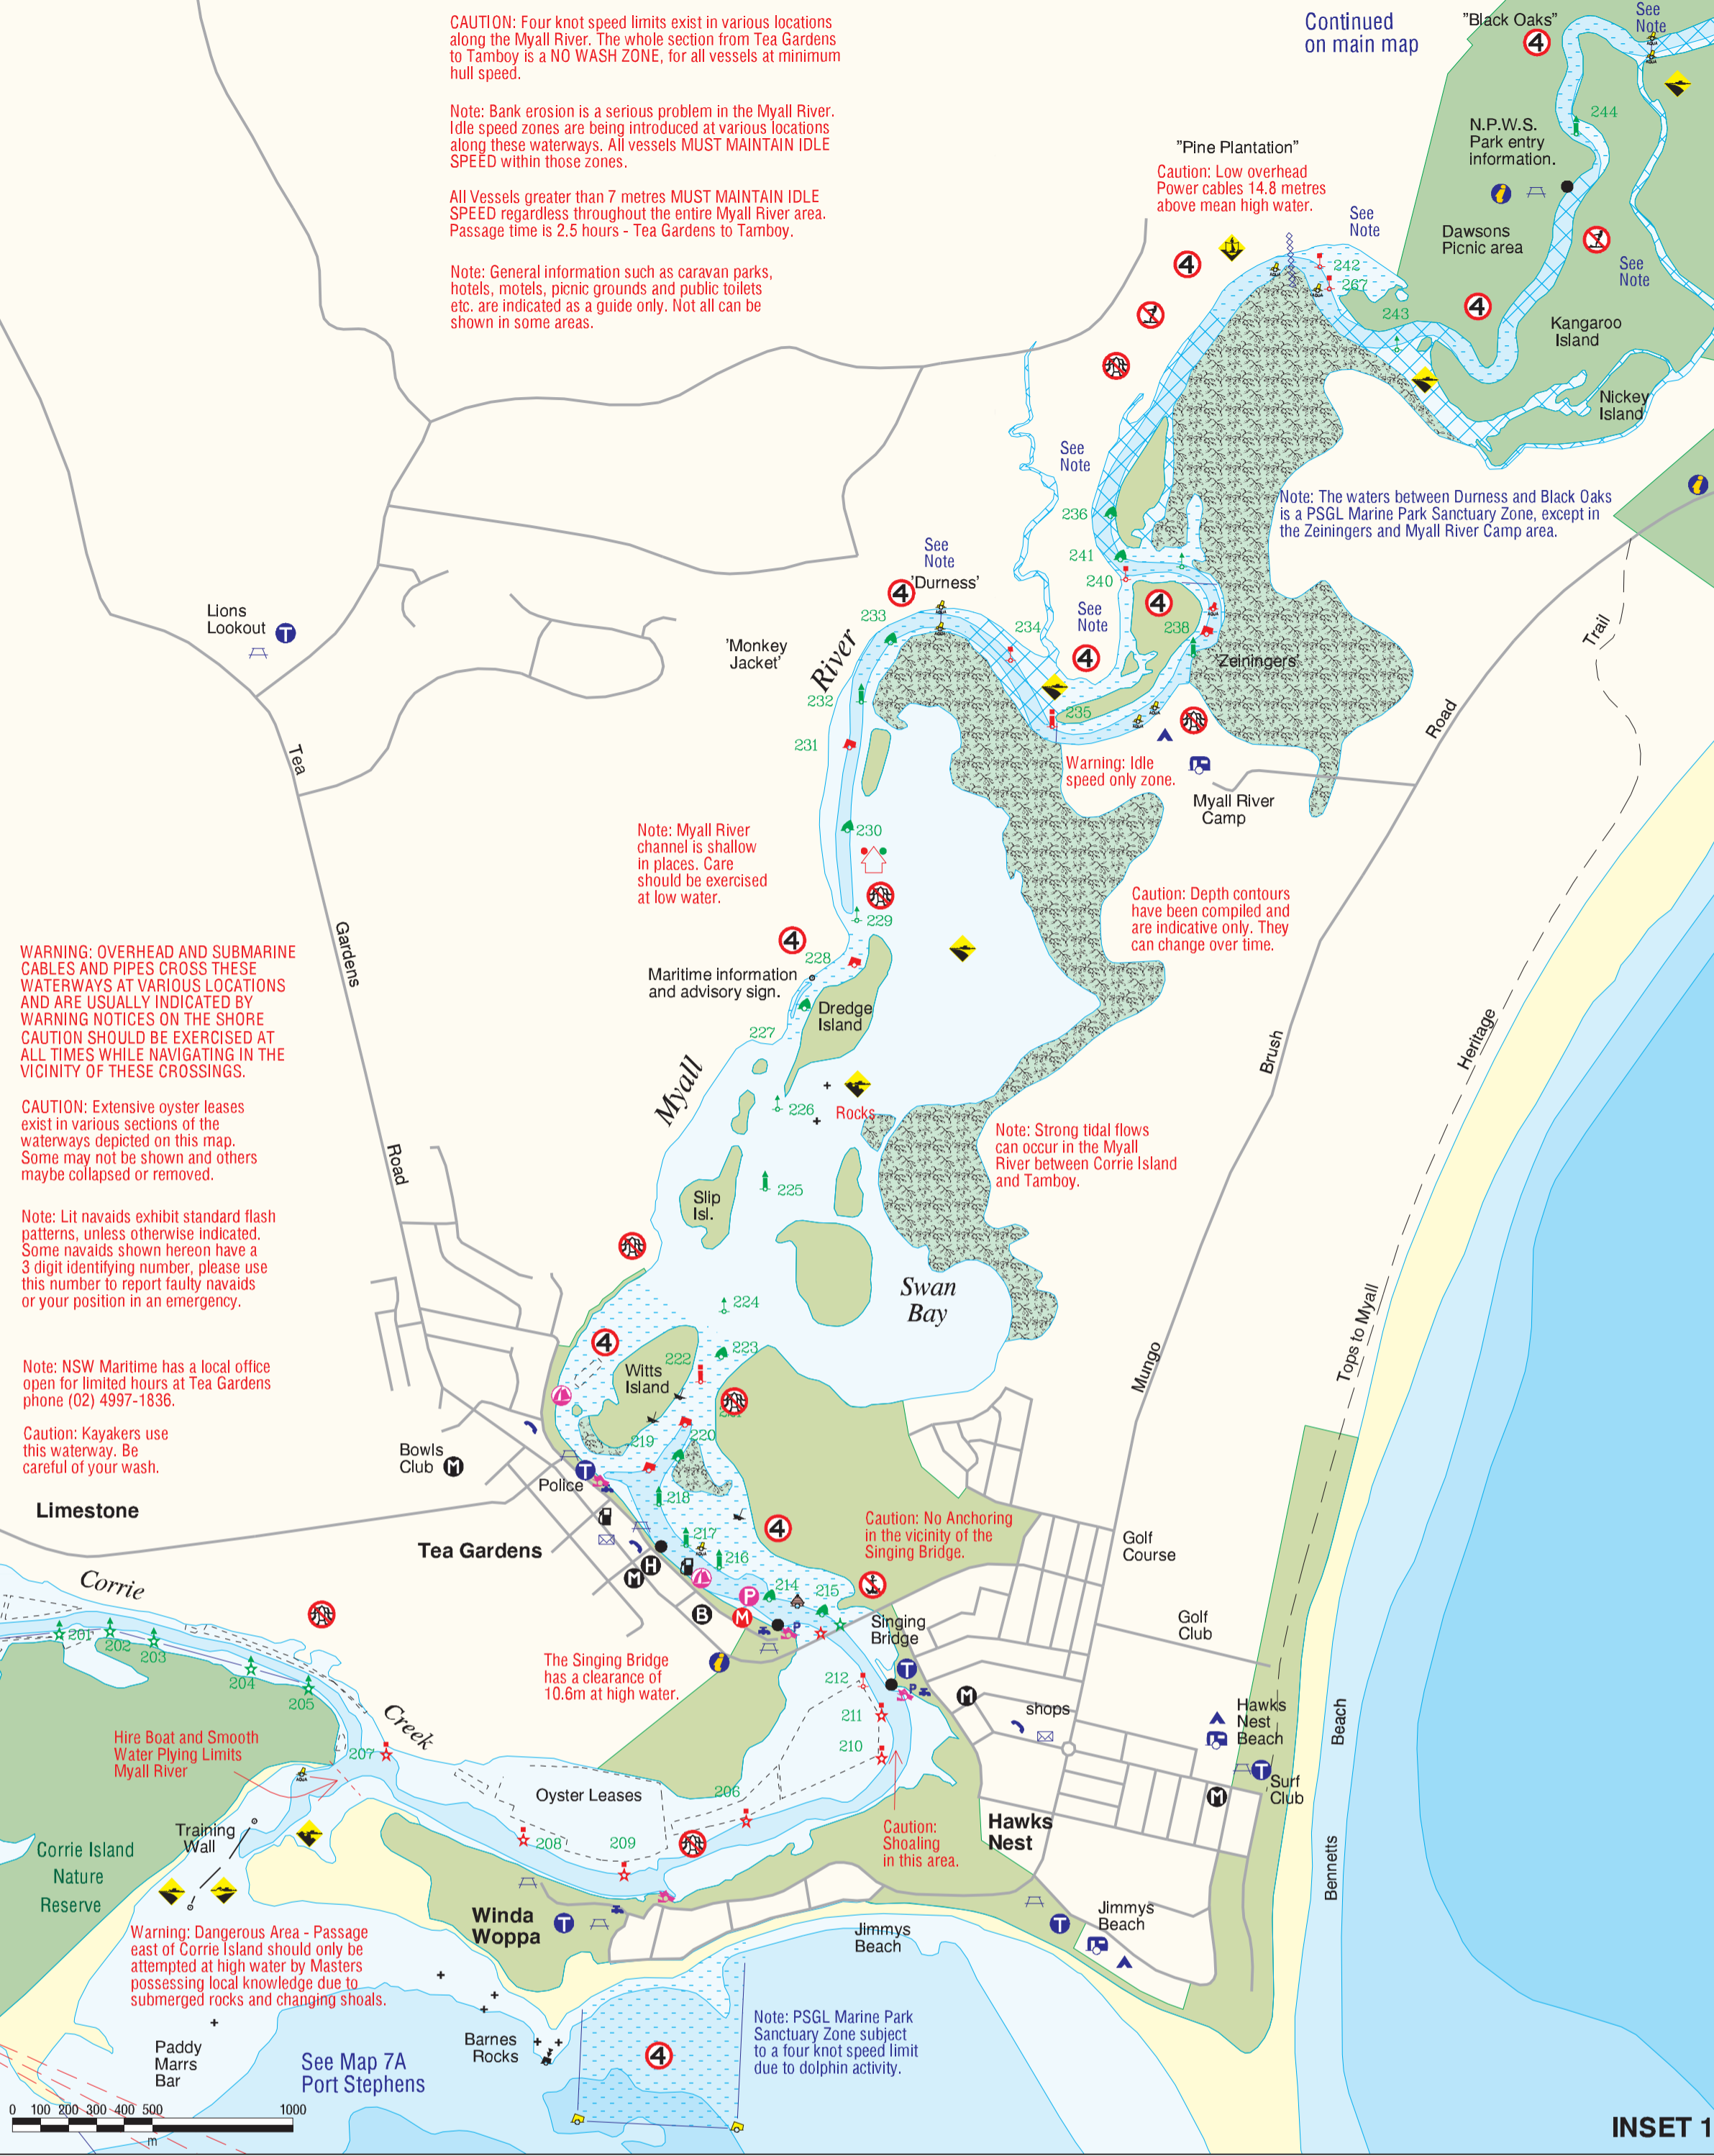 CAUTION: Four knot speed limits exist in various locations
along the Myall River. The whole section from Tea Gardens
to Tamboy is a NO WASH ZONE, for all vessels at minimum
hull speed.
Note: Bank erosion is a serious problem in the Myall River.
Idle speed zones are being introduced at various locations
along these waterways. All vessels MUST MAINTAIN IDLE
SPEED within those zones.
All Vessels greater than 7 metres MUST MAINTAIN IDLE
SPEED regardless throughout the entire Myall River area.
Passage time is 2.5 hours - Tea Gardens to Tamboy.
Note: General information such as caravan parks,
hotels, motels, picnic grounds and public toilets
etc. are indicated as a guide only. Not all can be
shown in some areas.
Continued
on main map
"Black Oaks"
4
See
Note
244
N.P.W.S.
Park entry
information.
Dawsons
Picnic area
See
Note
4
Kangaroo
Island
Nickey
Island
"Pine Plantation"
Caution: Low overhead
Power cables 14.8 metres
above mean high water.
See
Note
4
242
267
243
See
Note
236
241
240
4
See
Note
4
238
'Zeiningers'
235
234
Note: The waters between Durness and Black Oaks
is a PSGL Marine Park Sanctuary Zone, except in
the Zeiningers and Myall River Camp area.
See
Note
'Durness'
4
233
'Monkey
Jacket'
River
232
231
230
229
Lions
Lookout
T
Tea
Gardens
Road
Trail
Road
Warning: Idle
speed only zone.
Myall River
Camp
Note: Myall River
channel is shallow
in places. Care
should be exercised
at low water.
Caution: Depth contours
have been compiled and
are indicative only. They
can change over time.
4
228
Maritime information
and advisory sign.
Dredge
Island
227
WARNING: OVERHEAD AND SUBMARINE
CABLES AND PIPES CROSS THESE
WATERWAYS AT VARIOUS LOCATIONS
AND ARE USUALLY INDICATED BY
WARNING NOTICES ON THE SHORE
CAUTION SHOULD BE EXERCISED AT
ALL TIMES WHILE NAVIGATING IN THE
VICINITY OF THESE CROSSINGS.
CAUTION: Extensive oyster leases
exist in various sections of the
waterways depicted on this map.
Some may not be shown and others
maybe collapsed or removed.
Note: Lit navaids exhibit standard flash
patterns, unless otherwise indicated.
Some navaids shown hereon have a
3 digit identifying number, please use
this number to report faulty navaids
or your position in an emergency.
Note: NSW Maritime has a local office
open for limited hours at Tea Gardens
phone (02) 4997-1836.
Caution: Kayakers use
this waterway. Be
careful of your wash.
Myall
226
Rocks
Note: Strong tidal flows
can occur in the Myall
River between Corrie Island
and Tamboy.
225
Slip
Isl.
Swan
Bay
Brush
Heritage
Mungo
Tops to Myall
224
223
4
222
Witts
Island
219
220
Bowls
Club
M
Police
T
218
217
216
4
Limestone
Tea Gardens
H
M
B
P
M
214
215
P
Caution: No Anchoring
in the vicinity of the
Singing Bridge.
Singing
Bridge
T
P
The Singing Bridge
has a clearance of
10.6m at high water.
Golf
Course
Golf
Club
212
211
210
M
shops
Hawks
Nest
Beach
T
Surf
Club
M
Beach
Bennetts
Corrie
201
202
203
204
205
Creek
207
Hire Boat and Smooth
Water Plying Limits
Myall River
Oyster Leases
206
208
209
Caution:
Shoaling
in this area.
Hawks
Nest
Training
Wall
Corrie Island
Nature
Reserve
Winda
Woppa
T
Jimmys
Beach
T
Jimmys
Beach
Warning: Dangerous Area - Passage
east of Corrie Island should only be
attempted at high water by Masters
possessing local knowledge due to
submerged rocks and changing shoals.
Paddy
Marrs
Bar
See Map 7A
Port Stephens
Barnes
Rocks
4
Note: PSGL Marine Park
Sanctuary Zone subject
to a four knot speed limit
due to dolphin activity.
0 100 200 300 400 500 1000
m
INSET 1